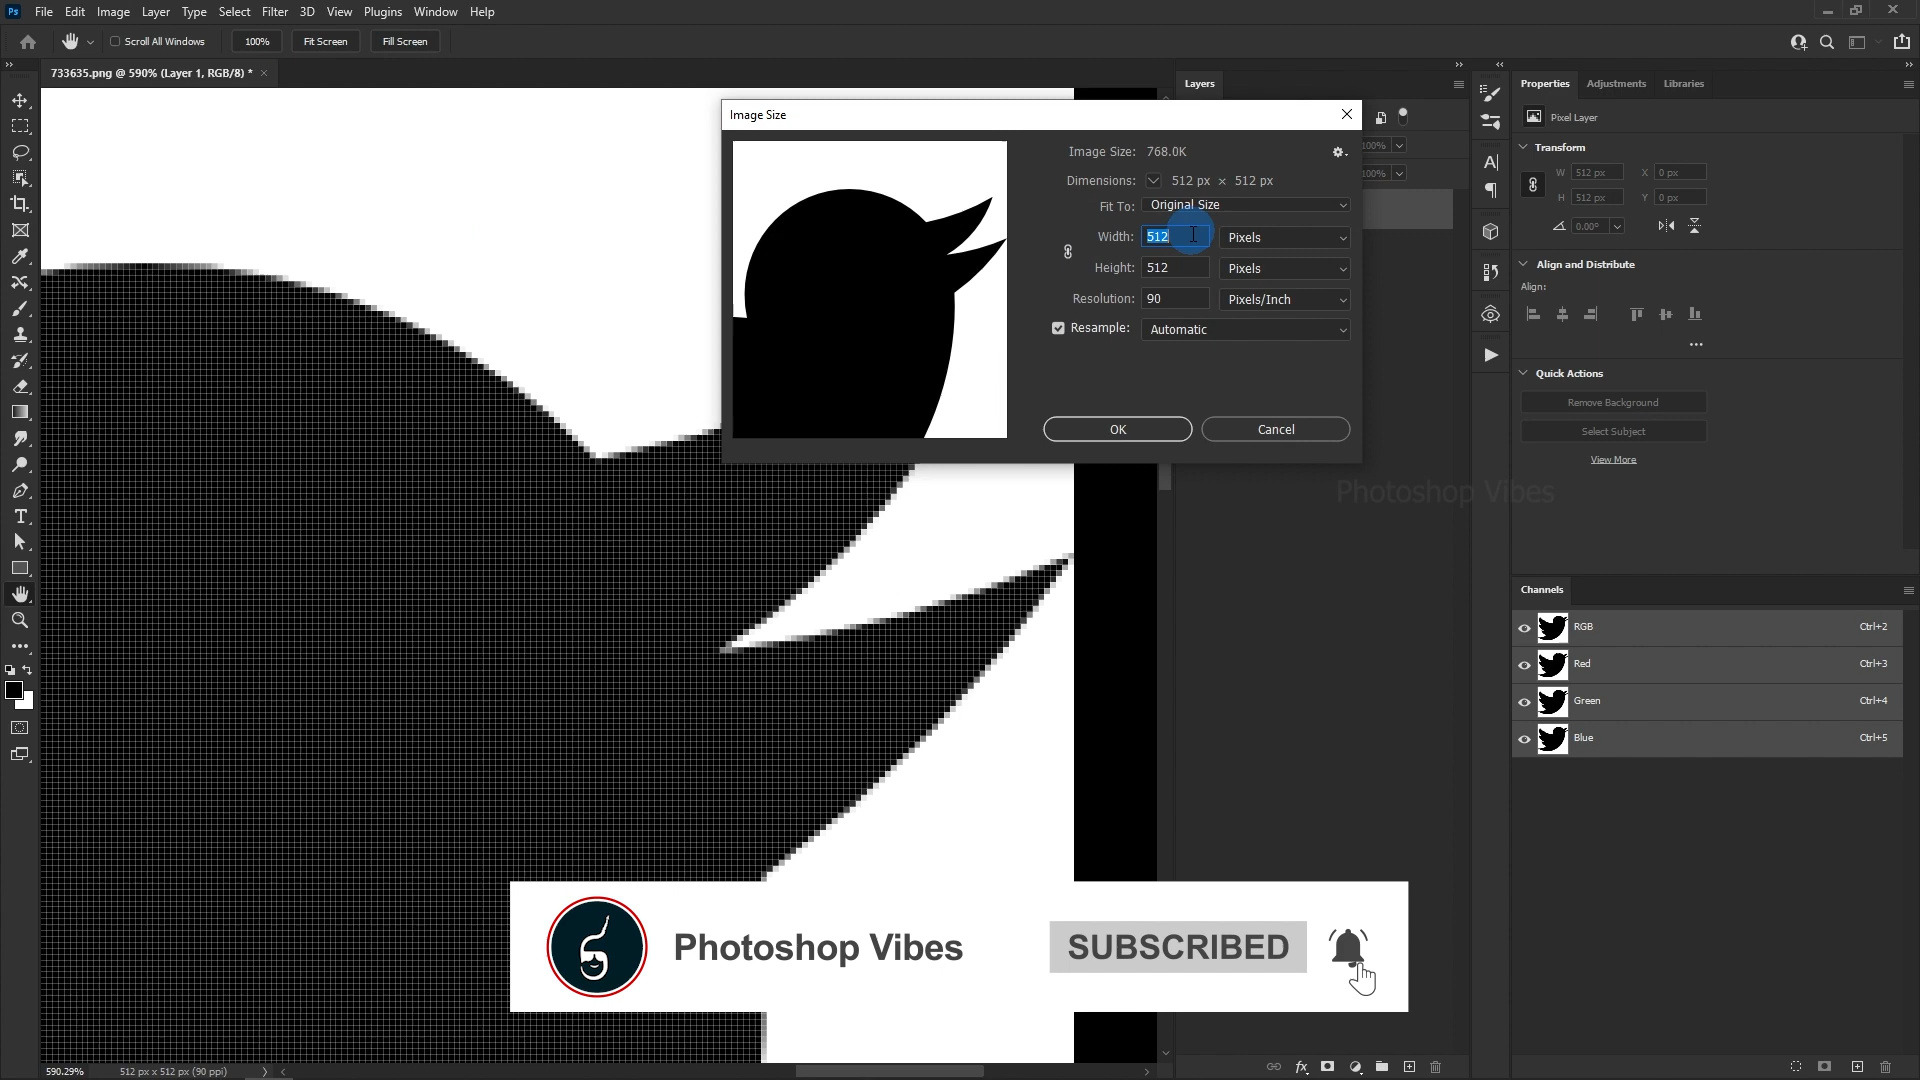 Ps File Edit Image Layer Type Select Filter 3D View Plugins Window Help
Scroll All Windows 100% Fit Screen Fill Screen
733635.png @ 590% (Layer 1, RGB/8) * ×
Layers
Properties Adjustments Libraries
Image Size
Image Size: 768.0K
Dimensions: 512 px × 512 px
Fit To: Original Size
Width: 512 Pixels
Height: 512 Pixels
Resolution: 90 Pixels/Inch
Resample: Automatic
OK Cancel
100%
100%
Pixel Layer
Transform
W 512 px X 0 px
H 512 px Y 0 px
0.00°
Align and Distribute
Align:
Quick Actions
Remove Background
Select Subject
View More
Photoshop Vibes
Channels
RGB Ctrl+2
Red Ctrl+3
Green Ctrl+4
Blue Ctrl+5
Photoshop Vibes SUBSCRIBED
590.29% 512 px x 512 px (90 ppi)
fx